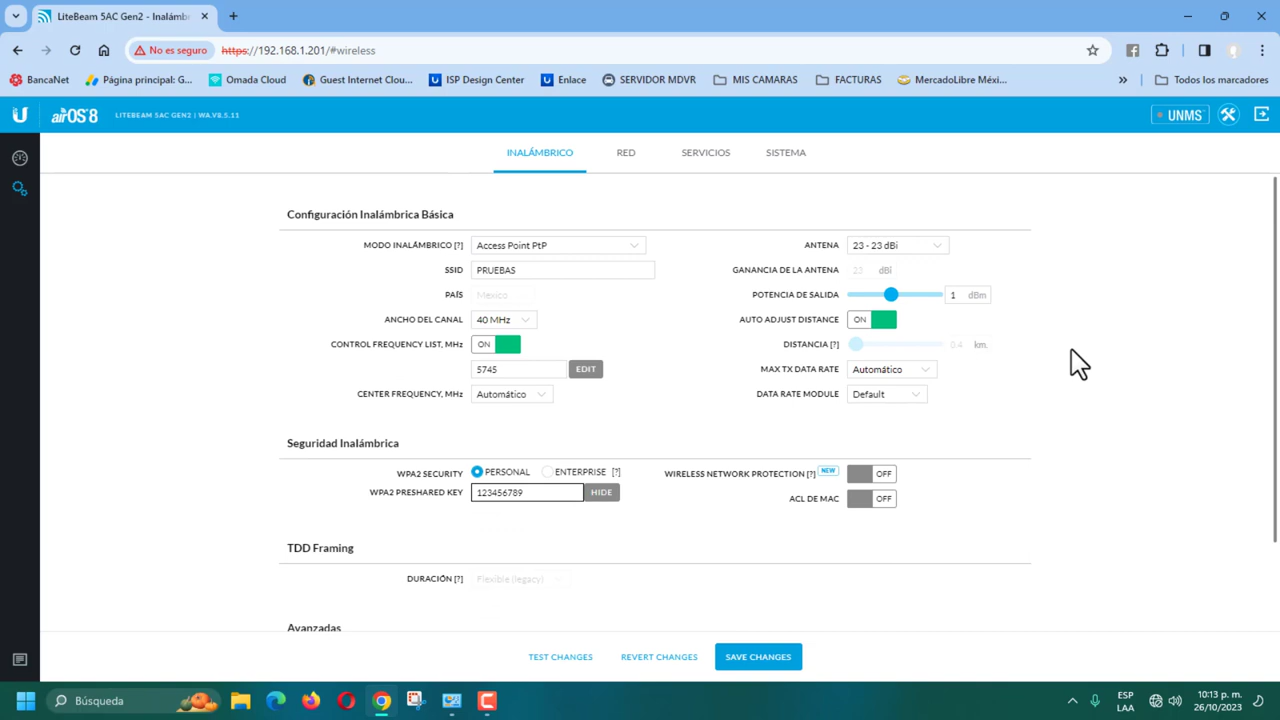 LiteBeam 5AC Gen2 - Inalámbr
No es seguro https://192.168.1.201/#wireless
BancaNet Página principal: G... Omada Cloud Guest Internet Clou... ISP Design Center Enlace SERVIDOR MDVR MIS CAMARAS FACTURAS MercadoLibre Méxi... Todos los marcadores
airOS 8 LITEBEAM 5AC GEN2 | WA.V8.5.11 UNMS
INALÁMBRICO RED SERVICIOS SISTEMA
Configuración Inalámbrica Básica
MODO INALÁMBRICO [?] Access Point PtP ANTENA 23 - 23 dBi
SSID PRUEBAS GANANCIA DE LA ANTENA 23 dBi
PAÍS Mexico POTENCIA DE SALIDA 1 dBm
ANCHO DEL CANAL 40 MHz AUTO ADJUST DISTANCE ON
CONTROL FREQUENCY LIST, MHz ON DISTANCIA [?] 0.4 km.
5745 EDIT MAX TX DATA RATE Automático
CENTER FREQUENCY, MHz Automático DATA RATE MODULE Default
Seguridad Inalámbrica
WPA2 SECURITY PERSONAL ENTERPRISE [?] WIRELESS NETWORK PROTECTION [?] NEW OFF
WPA2 PRESHARED KEY 123456789 HIDE ACL DE MAC OFF
TDD Framing
DURACIÓN [?] Flexible (legacy)
Avanzadas
TEST CHANGES REVERT CHANGES SAVE CHANGES
Búsqueda ESP LAA 10:13 p. m. 26/10/2023